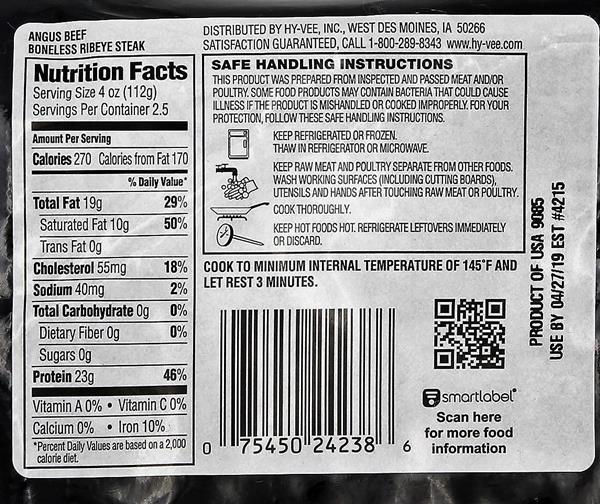 ANGUS BEEF
BONELESS RIBEYE STEAK
DISTRIBUTED BY HY-VEE, INC., WEST DES MOINES, IA 50266
SATISFACTION GUARANTEED, CALL 1-800-289-8343 www.hy-vee.com
Nutrition Facts
Serving Size 4 oz (112g)
Servings Per Container 2.5
Amount Per Serving
Calories 270 Calories from Fat 170
% Daily Value*
Total Fat 19g 29%
Saturated Fat 10g 50%
Trans Fat 0g
Cholesterol 55mg 18%
Sodium 40mg 2%
Total Carbohydrate 0g 0%
Dietary Fiber 0g 0%
Sugars 0g
Protein 23g 46%
Vitamin A 0% • Vitamin C 0%
Calcium 0% • Iron 10%
*Percent Daily Values are based on a 2,000
calorie diet.
SAFE HANDLING INSTRUCTIONS
THIS PRODUCT WAS PREPARED FROM INSPECTED AND PASSED MEAT AND/OR
POULTRY. SOME FOOD PRODUCTS MAY CONTAIN BACTERIA THAT COULD CAUSE
ILLNESS IF THE PRODUCT IS MISHANDLED OR COOKED IMPROPERLY. FOR YOUR
PROTECTION, FOLLOW THESE SAFE HANDLING INSTRUCTIONS.
KEEP REFRIGERATED OR FROZEN.
THAW IN REFRIGERATOR OR MICROWAVE.
KEEP RAW MEAT AND POULTRY SEPARATE FROM OTHER FOODS.
WASH WORKING SURFACES (INCLUDING CUTTING BOARDS),
UTENSILS AND HANDS AFTER TOUCHING RAW MEAT OR POULTRY.
COOK THOROUGHLY.
KEEP HOT FOODS HOT. REFRIGERATE LEFTOVERS IMMEDIATELY
OR DISCARD.
COOK TO MINIMUM INTERNAL TEMPERATURE OF 145°F AND
LET REST 3 MINUTES.
0 75450 24238 6
smartlabel
Scan here
for more food
information
PRODUCT OF USA 9085
USE BY 04/27/19 EST #4215